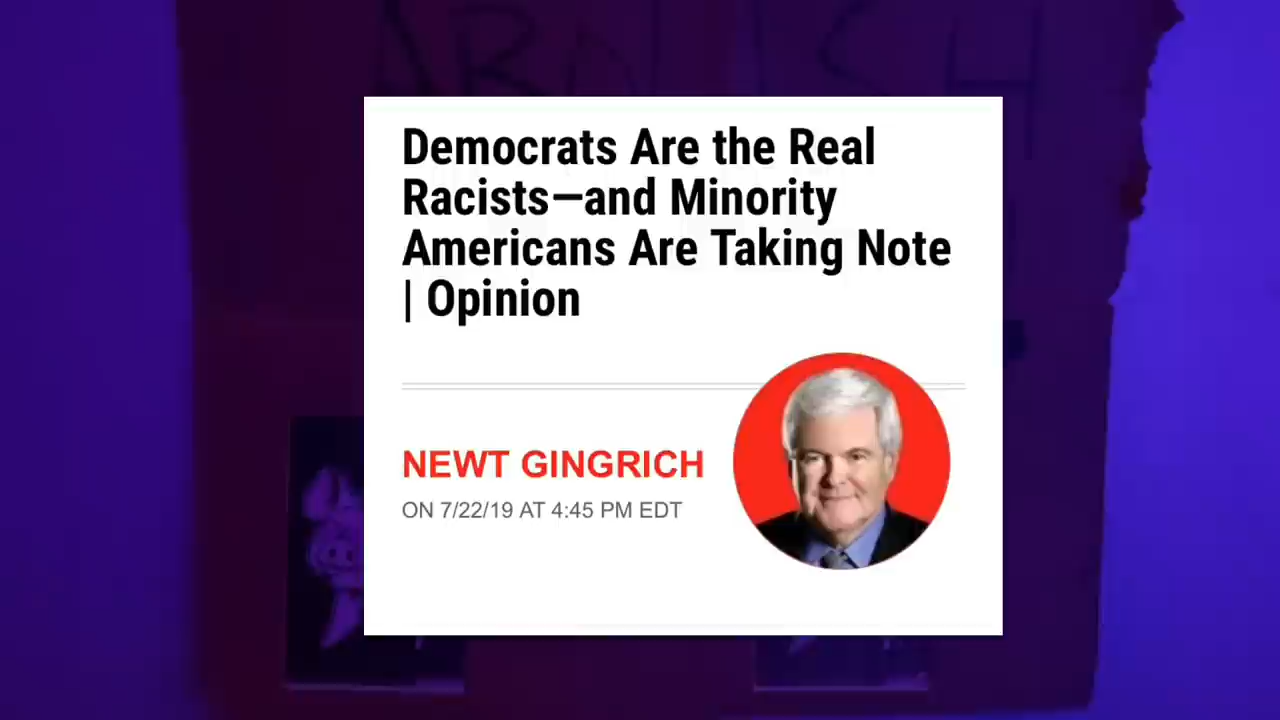 ABOLISH
Democrats Are the Real
Racists—and Minority
Americans Are Taking Note
| Opinion
NEWT GINGRICH
ON 7/22/19 AT 4:45 PM EDT